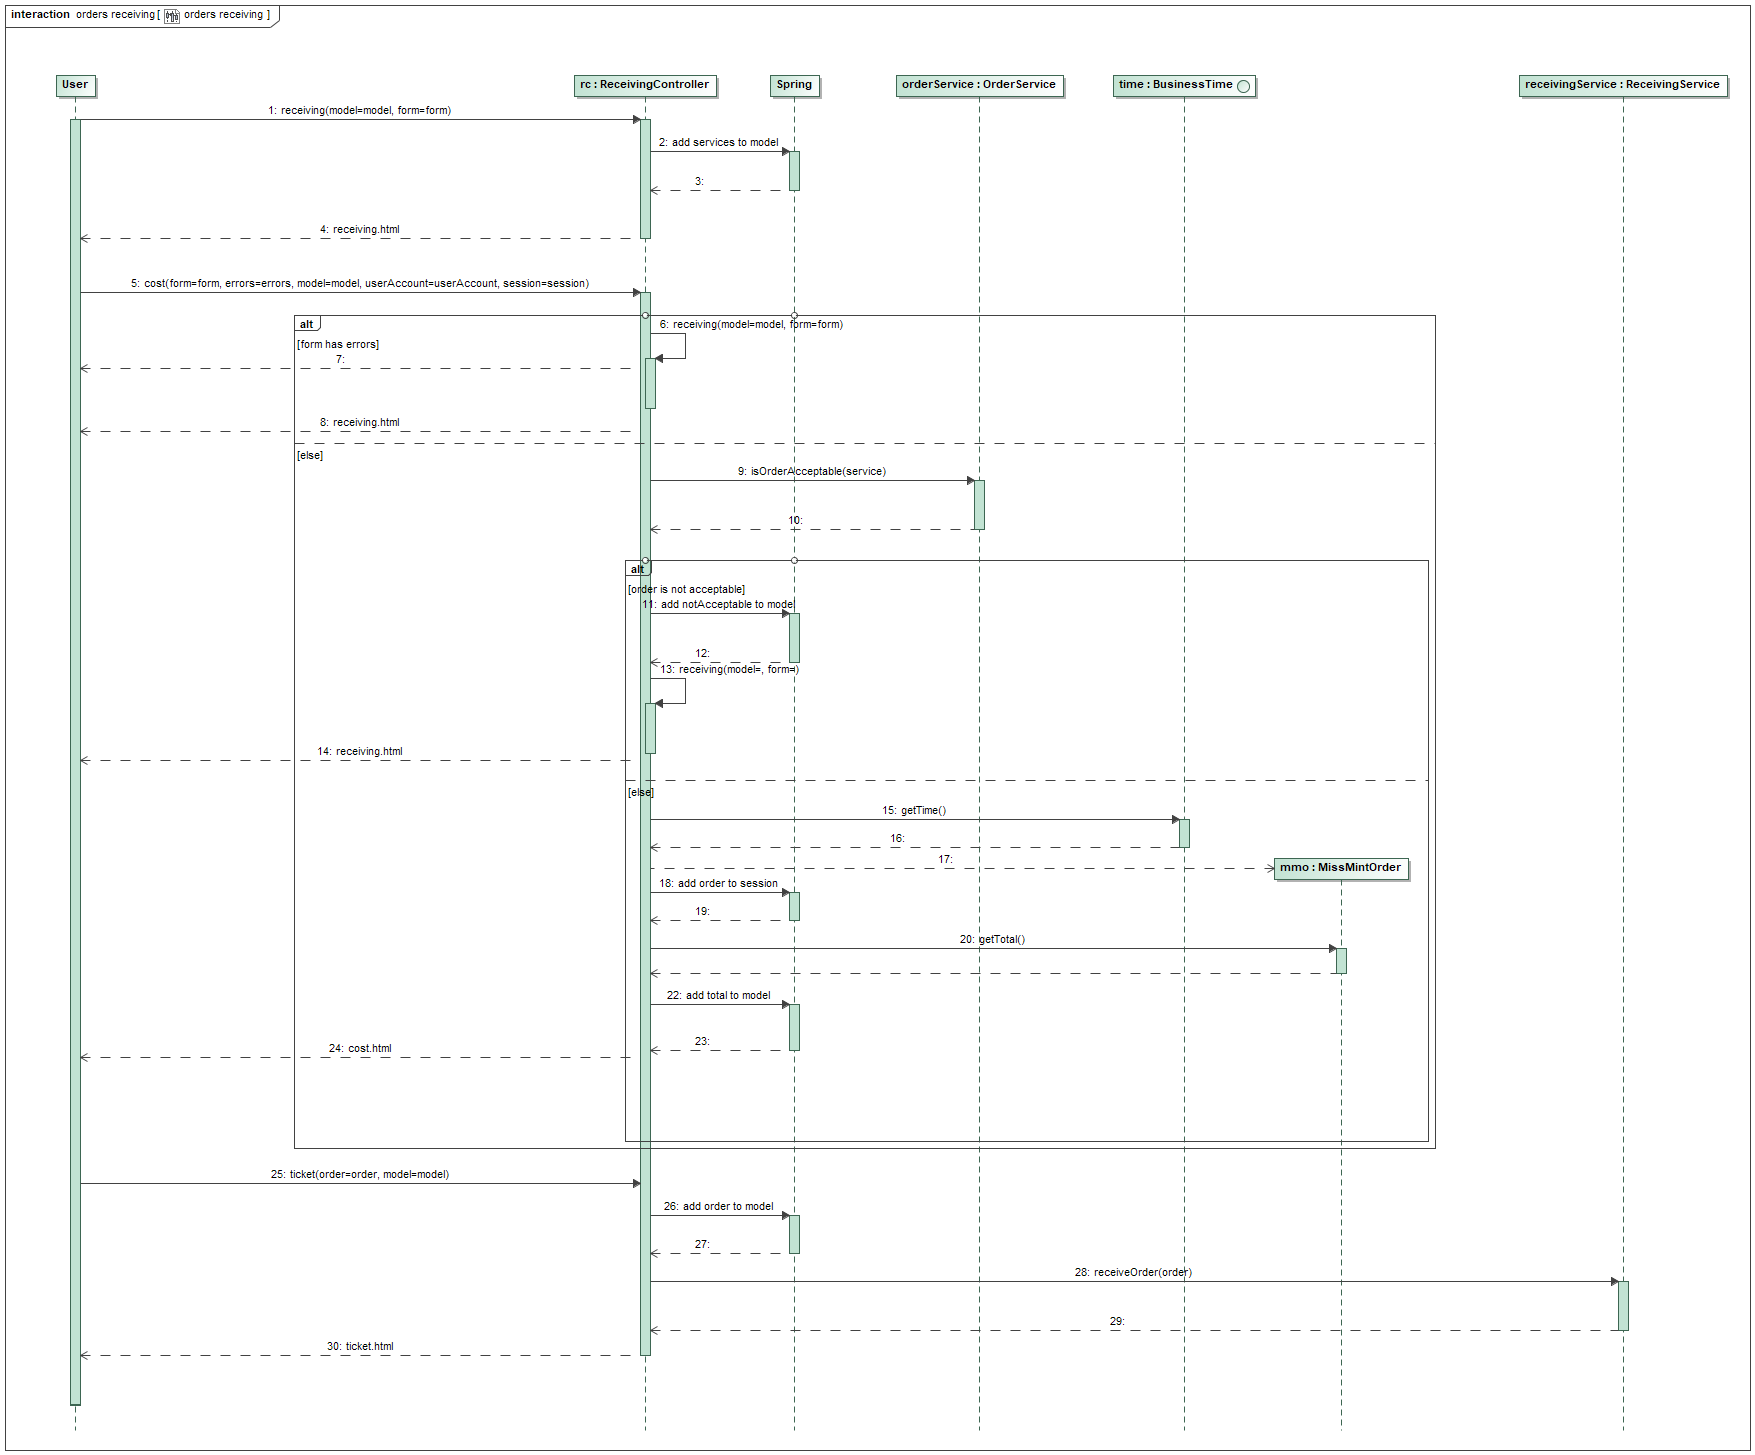 interaction orders receiving[ orders receiving ]
User
rc : ReceivingController
Spring
orderService : OrderService
time : BusinessTime
receivingService : ReceivingService
1: receiving(model=model, form=form)
2: add services to model
3:
4: receiving.html
5: cost(form=form, errors=errors, model=model, userAccount=userAccount, session=session)
alt
6: receiving(model=model, form=form)
[form has errors]
7:
8: receiving.html
[else]
9: isOrderAcceptable(service)
10:
alt
[order is not acceptable]
11: add notAcceptable to model
12:
13: receiving(model=, form=)
14: receiving.html
[else]
15: getTime()
16:
17:
mmo : MissMintOrder
18: add order to session
19:
20: getTotal()
22: add total to model
23:
24: cost.html
25: ticket(order=order, model=model)
26: add order to model
27:
28: receiveOrder(order)
29:
30: ticket.html